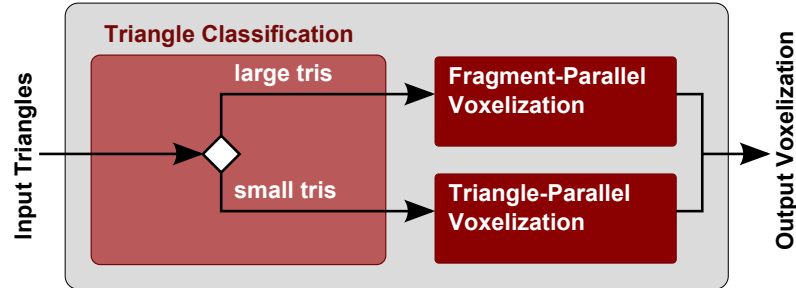 Triangle Classification
Input Triangles
large tris
small tris
Fragment-Parallel
Voxelization
Triangle-Parallel
Voxelization
Output Voxelization